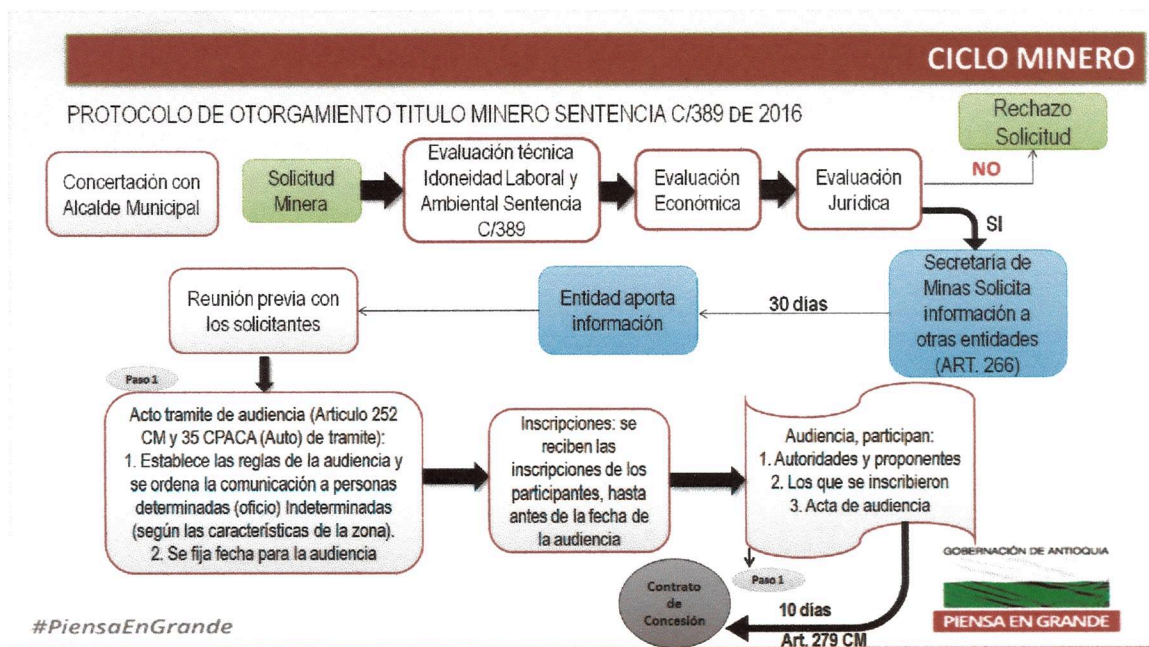 CICLO MINERO
PROTOCOLO DE OTORGAMIENTO TITULO MINERO SENTENCIA C/389 DE 2016
Concertación con
Alcalde Municipal
Solicitud
Minera
Evaluación técnica
Idoneidad Laboral y
Ambiental Sentencia
C/389
Evaluación
Económica
Evaluación
Jurídica
NO
Rechazo
Solicitud
SI
Secretaría de
Minas Solicita
información a
otras entidades
(ART. 266)
30 días
Entidad aporta
información
Reunión previa con
los solicitantes
Paso 1
Acto tramite de audiencia (Articulo 252
CM y 35 CPACA (Auto) de tramite):
1. Establece las reglas de la audiencia y
se ordena la comunicación a personas
determinadas (oficio) Indeterminadas
(según las características de la zona).
2. Se fija fecha para la audiencia
Inscripciones: se
reciben las
inscripciones de los
participantes, hasta
antes de la fecha de
la audiencia
Audiencia, participan:
1. Autoridades y proponentes
2. Los que se inscribieron
3. Acta de audiencia
Paso 1
10 días
Art. 279 CM
Contrato
de
Concesión
GOBERNACIÓN DE ANTIOQUIA
PIENSA EN GRANDE
#PiensaEnGrande